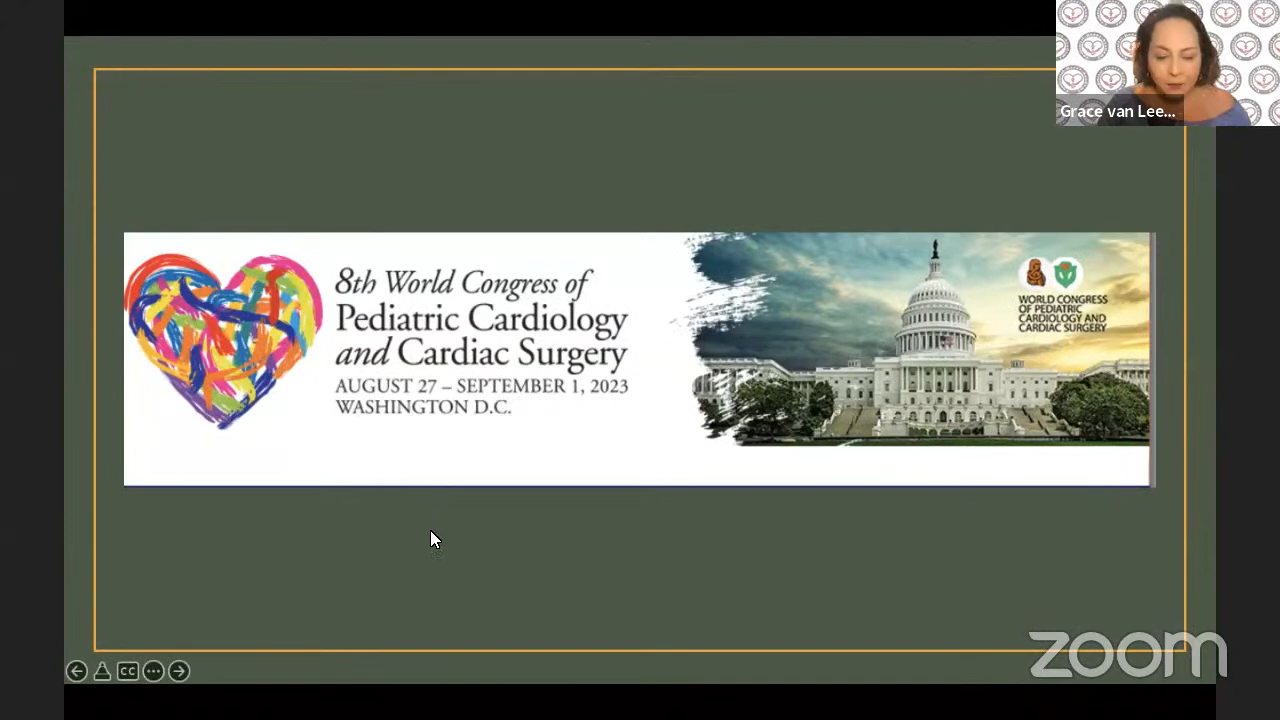 Grace van Lee...
8th World Congress of
Pediatric Cardiology
and Cardiac Surgery
AUGUST 27 – SEPTEMBER 1, 2023
WASHINGTON D.C.
WORLD CONGRESS
OF PEDIATRIC
CARDIOLOGY AND
CARDIAC SURGERY
CC
zoom